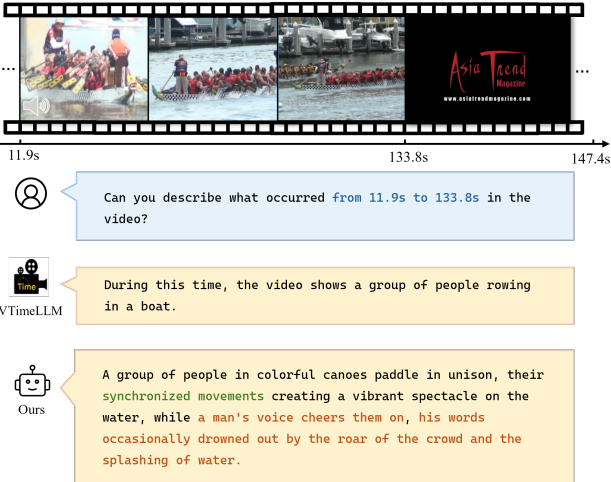 ...
...
Asia Trend
Magazine
www.asiatrendmagazine.com
11.9s
133.8s
147.4s
Can you describe what occurred from 11.9s to 133.8s in the
video?
Time
VTimeLLM
During this time, the video shows a group of people rowing
in a boat.
Ours
A group of people in colorful canoes paddle in unison, their
synchronized movements creating a vibrant spectacle on the
water, while a man's voice cheers them on, his words
occasionally drowned out by the roar of the crowd and the
splashing of water.